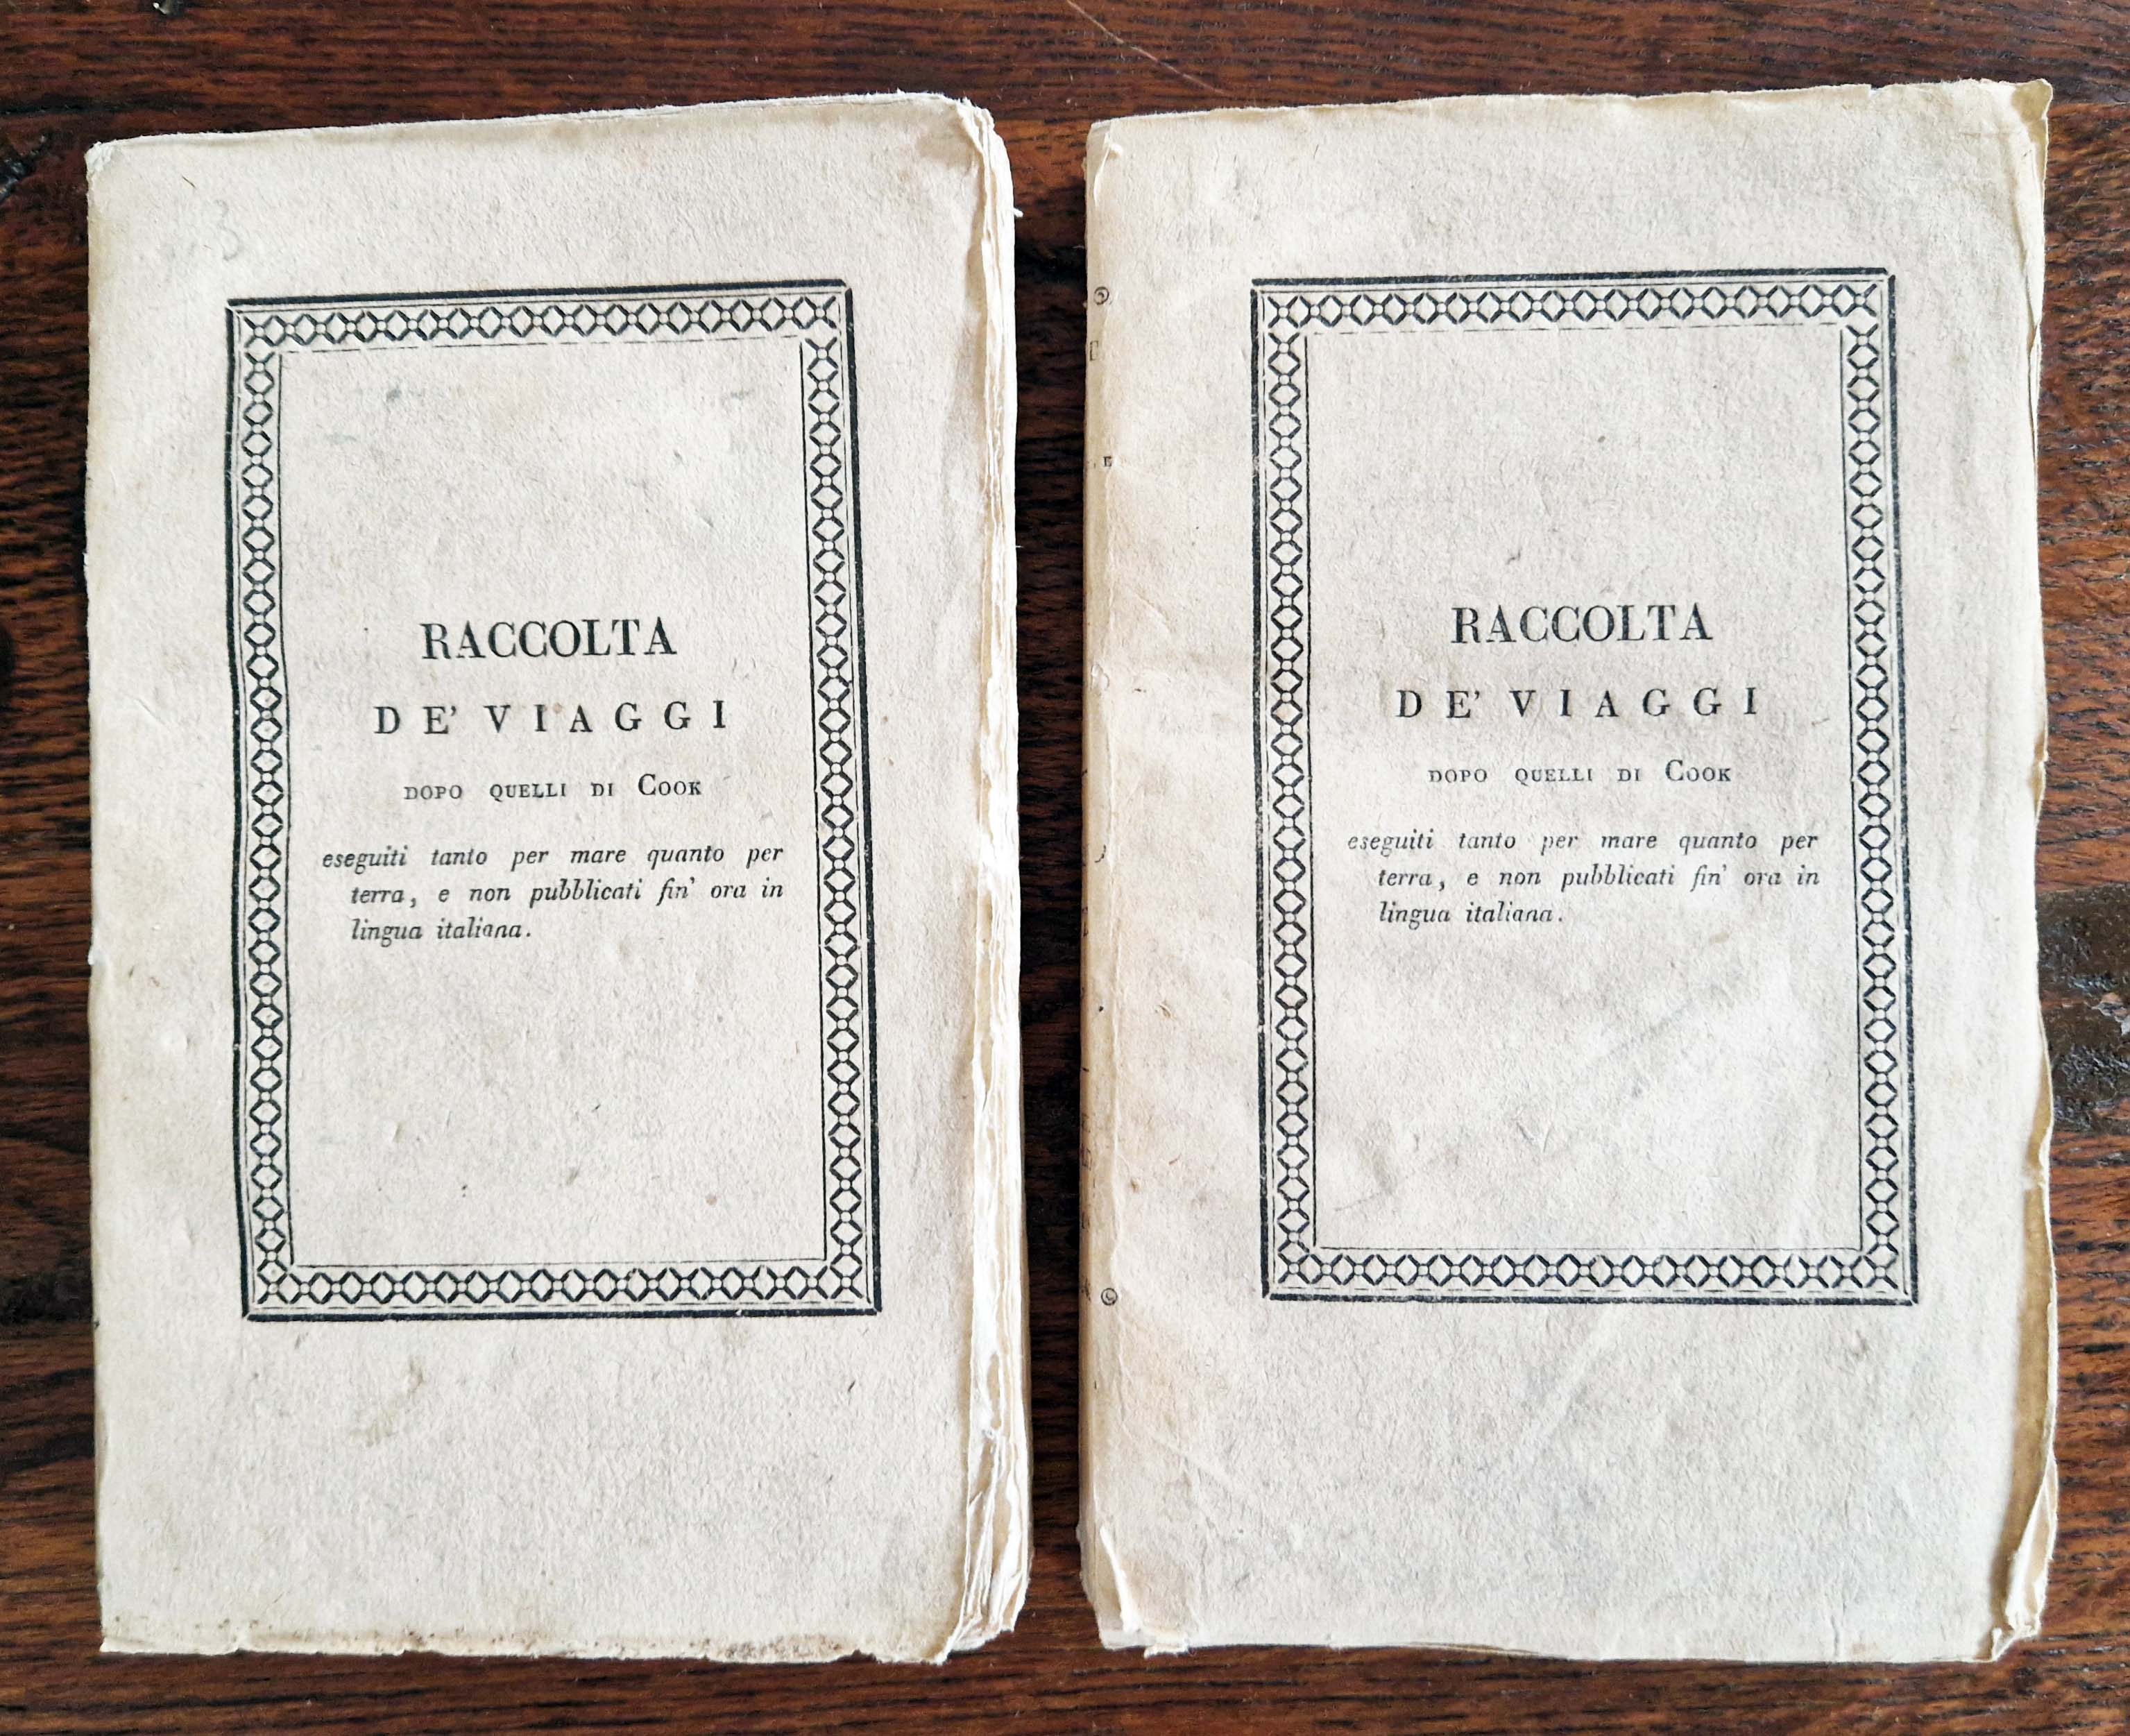 RACCOLTA
DE' VIAGGI
DOPO QUELLI DI COOK
eseguiti tanto per mare quanto per
terra, e non pubblicati fin' ora in
lingua italiana.
RACCOLTA
DE' VIAGGI
DOPO QUELLI DI COOK
eseguiti tanto per mare quanto per
terra, e non pubblicati fin' ora in
lingua italiana.